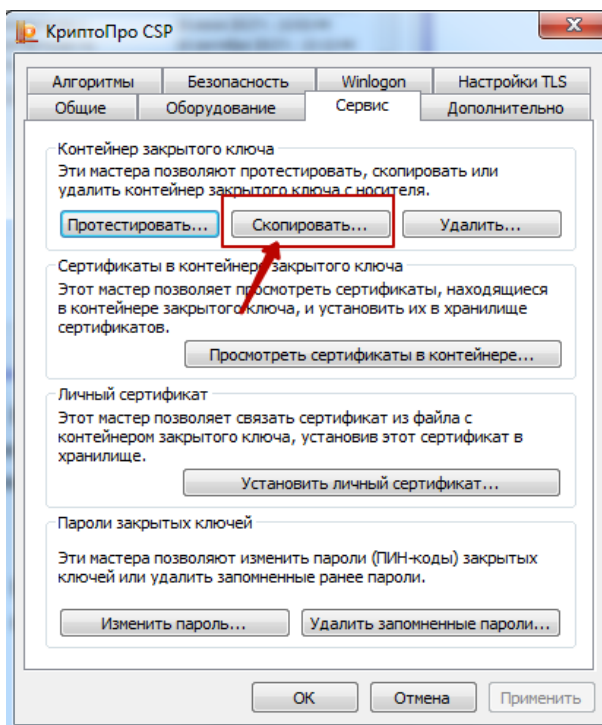 КриптоПро CSP
Алгоритмы Безопасность Winlogon Настройки TLS
Общие Оборудование Сервис Дополнительно
Контейнер закрытого ключа
Эти мастера позволяют протестировать, скопировать или
удалить контейнер закрытого ключа с носителя.
Протестировать... Скопировать... Удалить...
Сертификаты в контейнере закрытого ключа
Этот мастер позволяет просмотреть сертификаты, находящиеся
в контейнере закрытого ключа, и установить их в хранилище
сертификатов.
Просмотреть сертификаты в контейнере...
Личный сертификат
Этот мастер позволяет связать сертификат из файла с
контейнером закрытого ключа, установив этот сертификат в
хранилище.
Установить личный сертификат...
Пароли закрытых ключей
Эти мастера позволяют изменить пароли (ПИН-коды) закрытых
ключей или удалить запомненные ранее пароли.
Изменить пароль... Удалить запомненные пароли...
OK Отмена Применить